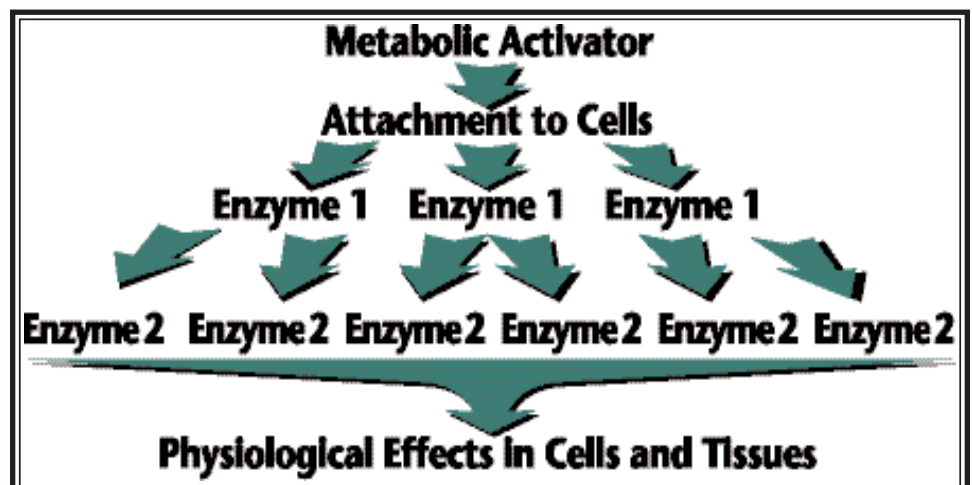 Metabolic Activator
Attachment to Cells
Enzyme 1 Enzyme 1 Enzyme 1
Enzyme 2 Enzyme 2 Enzyme 2 Enzyme 2 Enzyme 2 Enzyme 2
Physiological Effects in Cells and Tissues